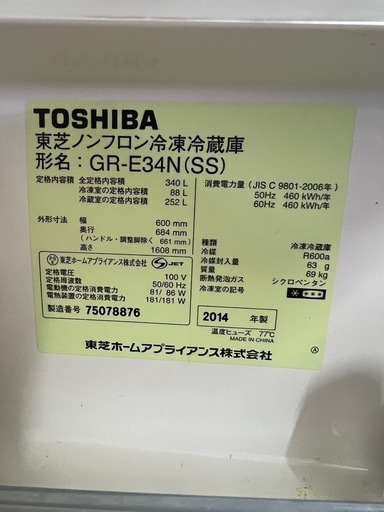 TOSHIBA
東芝ノンフロン冷凍冷蔵庫
形名：GR-E34N(SS)
定格内容積 全定格内容積 340 L
冷凍室の定格内容積 88 L
冷蔵室の定格内容積 252 L
消費電力量 (JIS C 9801-2006年)
50Hz 460 kWh/年
60Hz 460 kWh/年
外形寸法 幅 600 mm
奥行 684 mm
(ハンドル・調整脚除く 661 mm)
高さ 1608 mm
種類 冷凍冷蔵庫
冷媒 R600a
冷媒封入量 63 g
質量 69 kg
断熱発泡ガス シクロペンタン
冷凍室の記号
東芝ホームアプライアンス株式会社 S JET
定格電圧 100 V
定格周波数 50/60 Hz
電動機の定格消費電力 81/ 86 W
電熱装置の定格消費電力 181/181 W
製造番号 75078876
2014 年製
温度ヒューズ 77℃
MADE IN CHINA
東芝ホームアプライアンス株式会社
Ⓐ